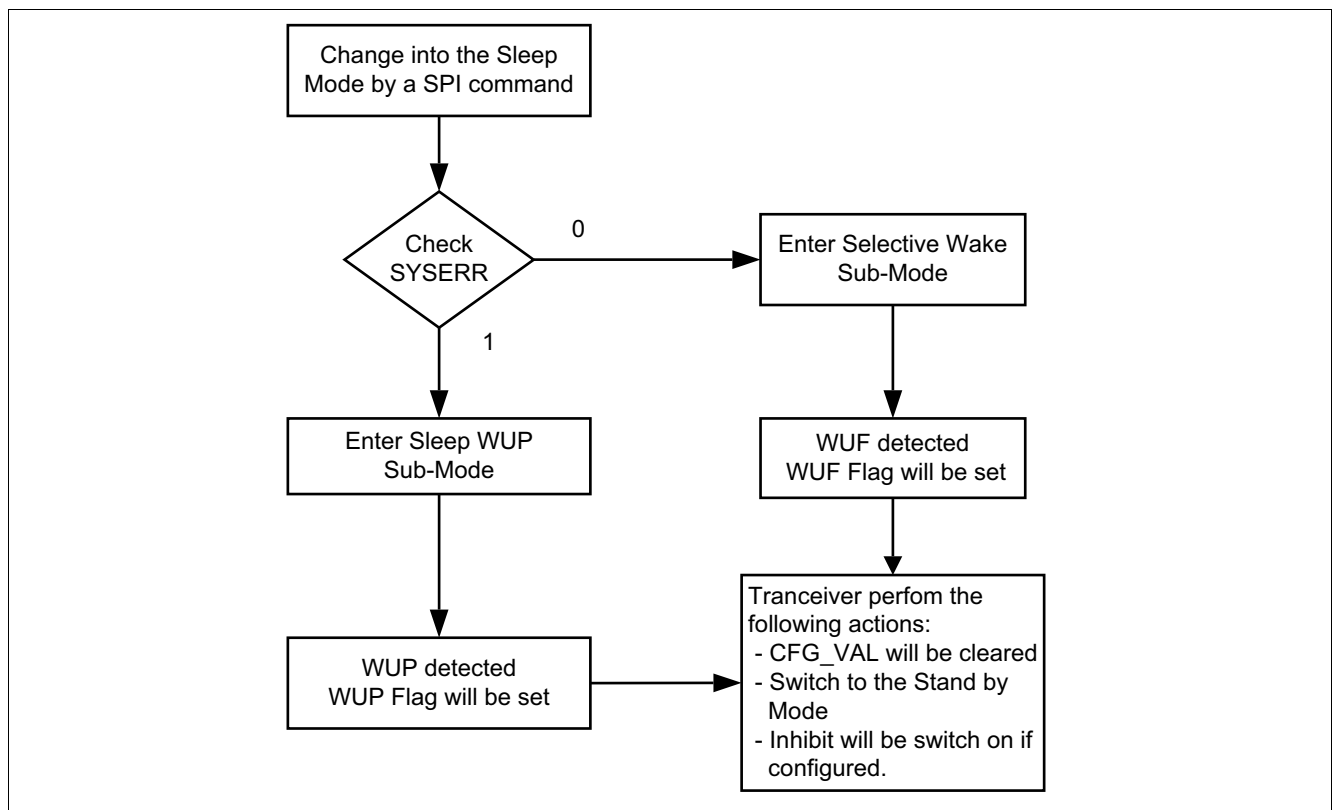 Change into the Sleep
Mode by a SPI command
Check
SYSERR
0
Enter Selective Wake
Sub-Mode
1
Enter Sleep WUP
Sub-Mode
WUF detected
WUF Flag will be set
WUP detected
WUP Flag will be set
Tranceiver perfom the
following actions:
- CFG_VAL will be cleared
- Switch to the Stand by
Mode
- Inhibit will be switch on if
configured.